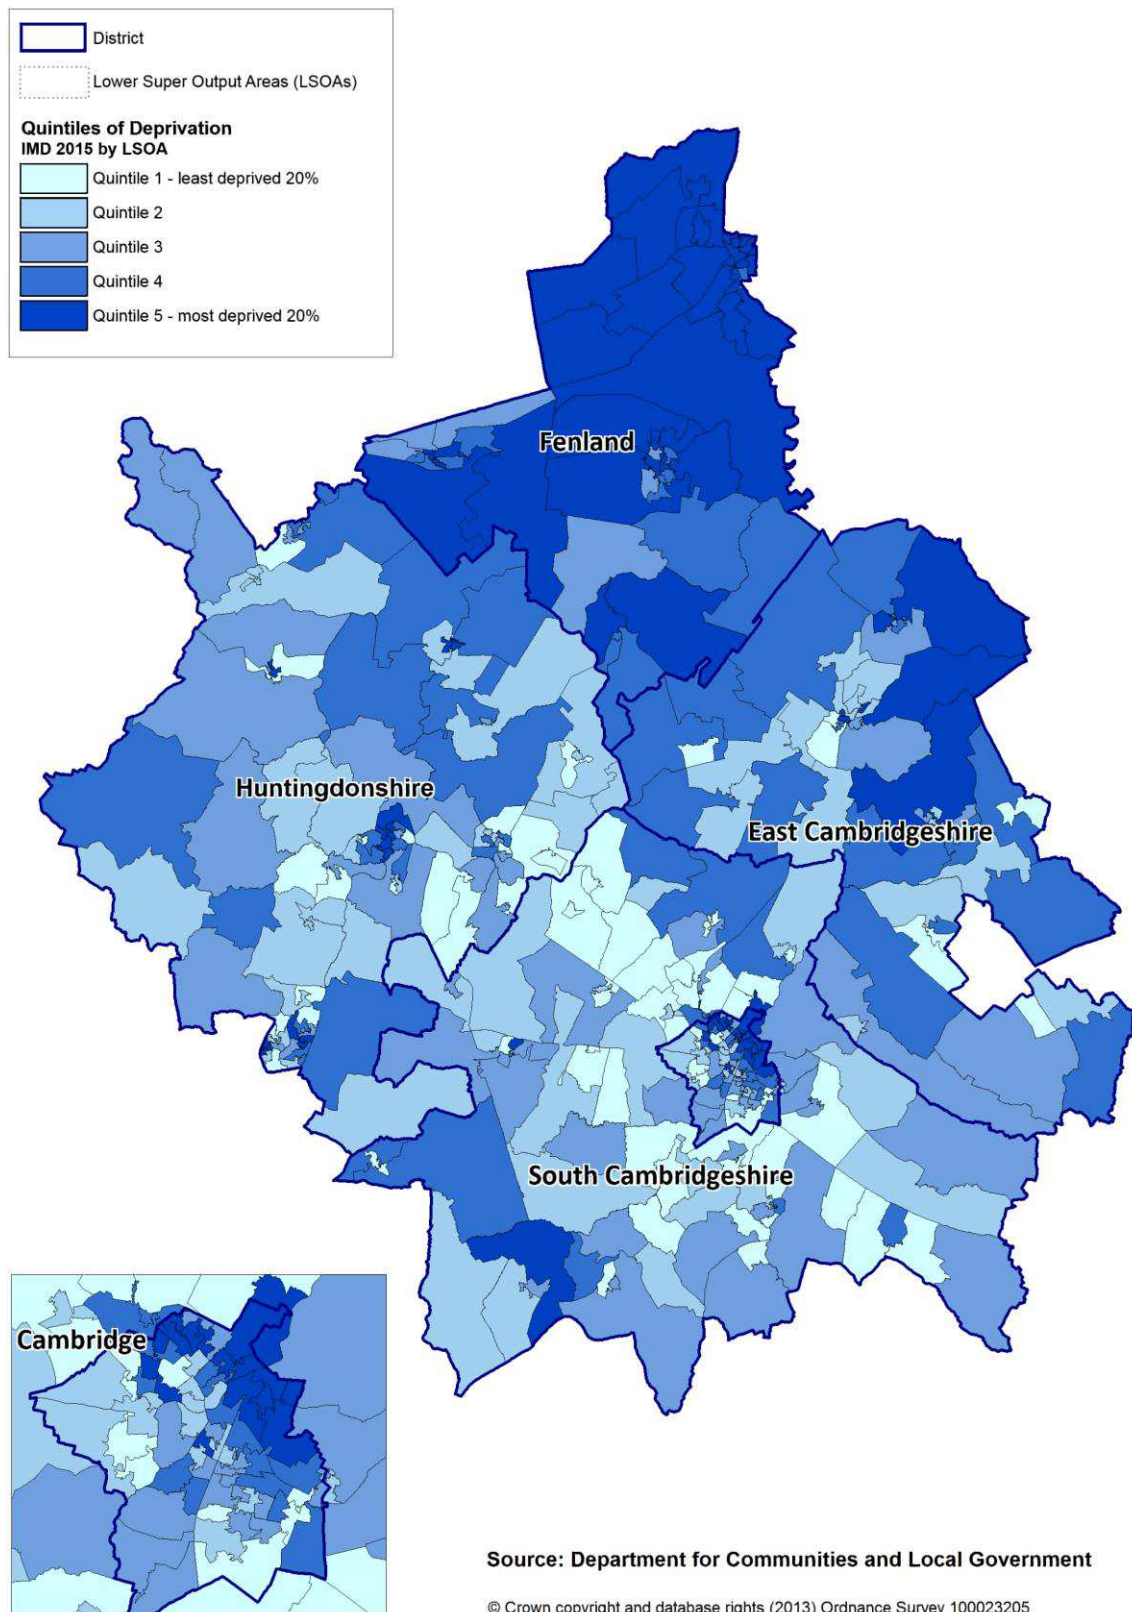 District
Lower Super Output Areas (LSOAs)
Quintiles of Deprivation
IMD 2015 by LSOA
Quintile 1 - least deprived 20%
Quintile 2
Quintile 3
Quintile 4
Quintile 5 - most deprived 20%
Fenland
Huntingdonshire
East Cambridgeshire
South Cambridgeshire
Cambridge
Source: Department for Communities and Local Government
© Crown copyright and database rights (2013) Ordnance Survey 100023205